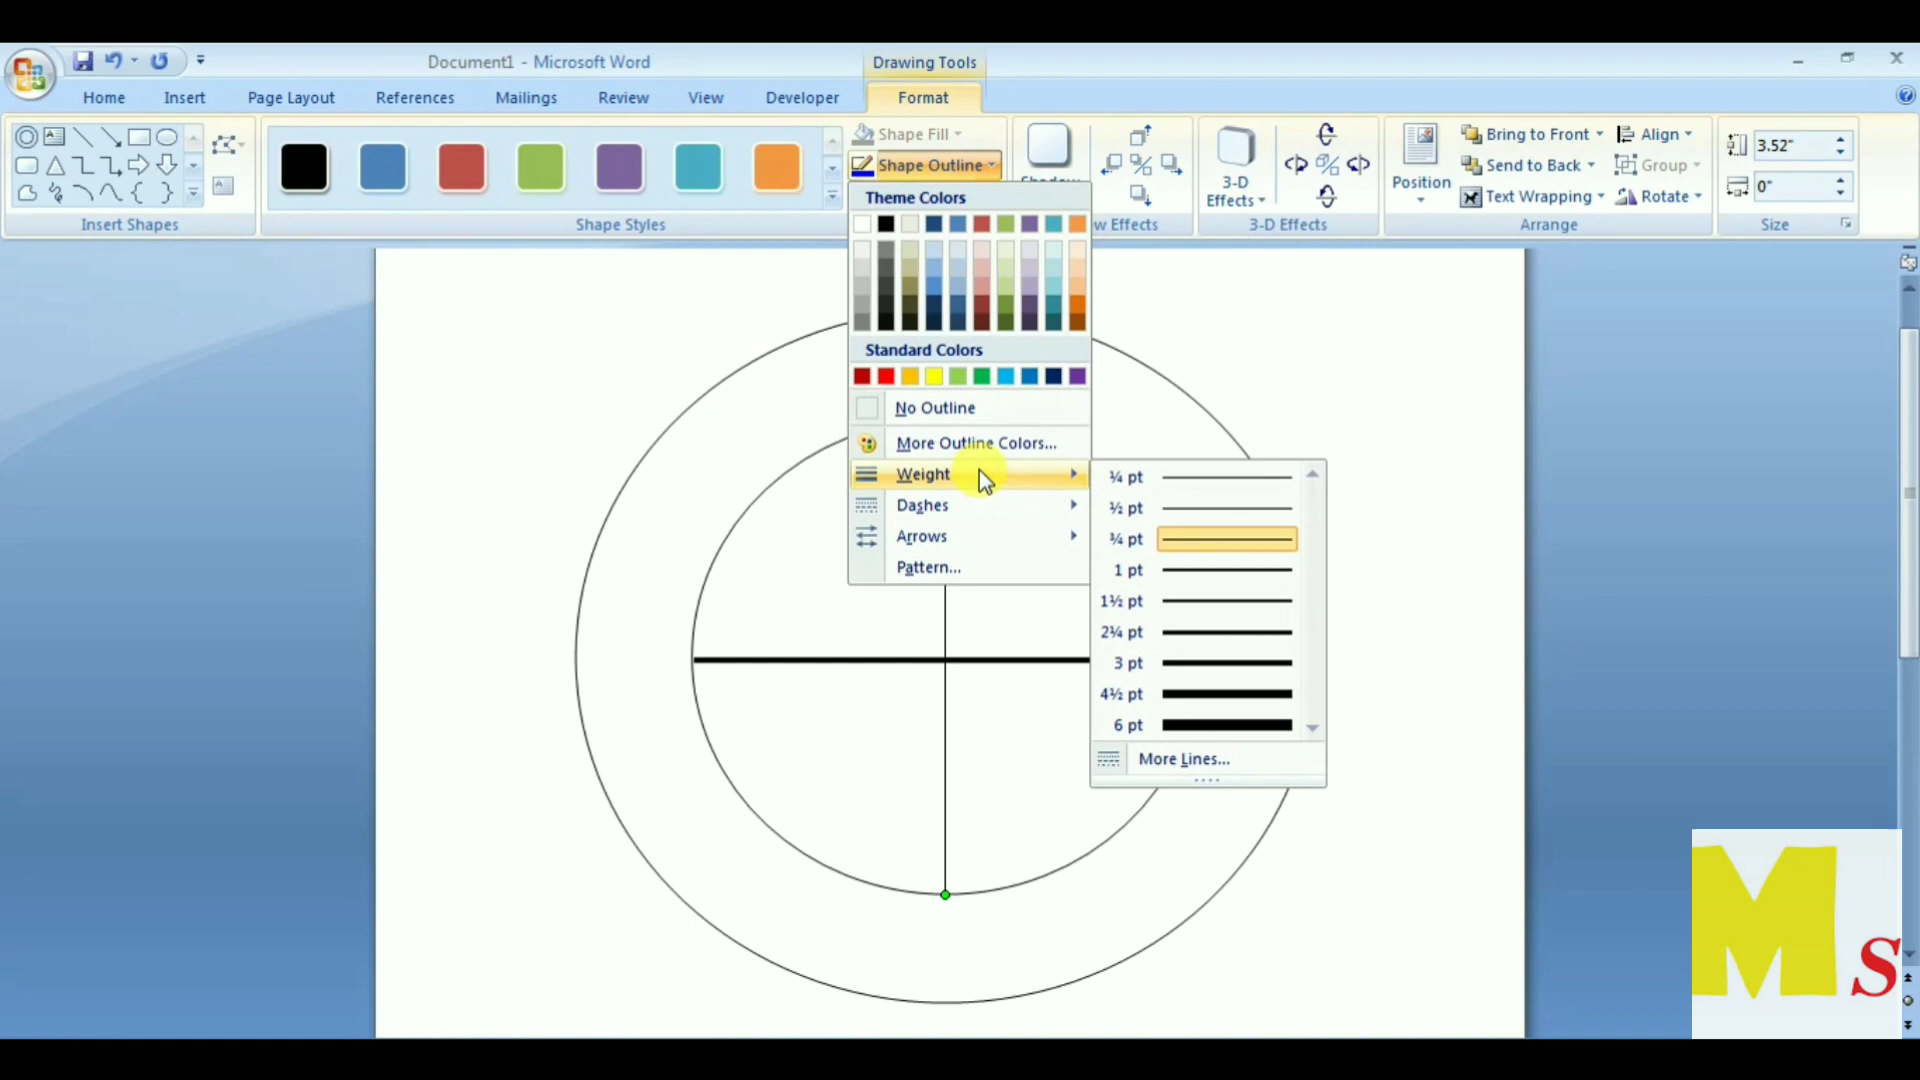 Document1 - Microsoft Word
Drawing Tools
Home Insert Page Layout References Mailings Review View Developer Format
Shape Fill
Shape Outline
3-D
Effects
Position
Bring to Front
Send to Back
Text Wrapping
Align
Group
Rotate
3.52"
0"
Insert Shapes
Shape Styles
w Effects
3-D Effects
Arrange
Size
Theme Colors
Standard Colors
No Outline
More Outline Colors...
Weight
Dashes
Arrows
Pattern...
¼ pt
½ pt
¾ pt
1 pt
1½ pt
2¼ pt
3 pt
4½ pt
6 pt
More Lines...
Ms